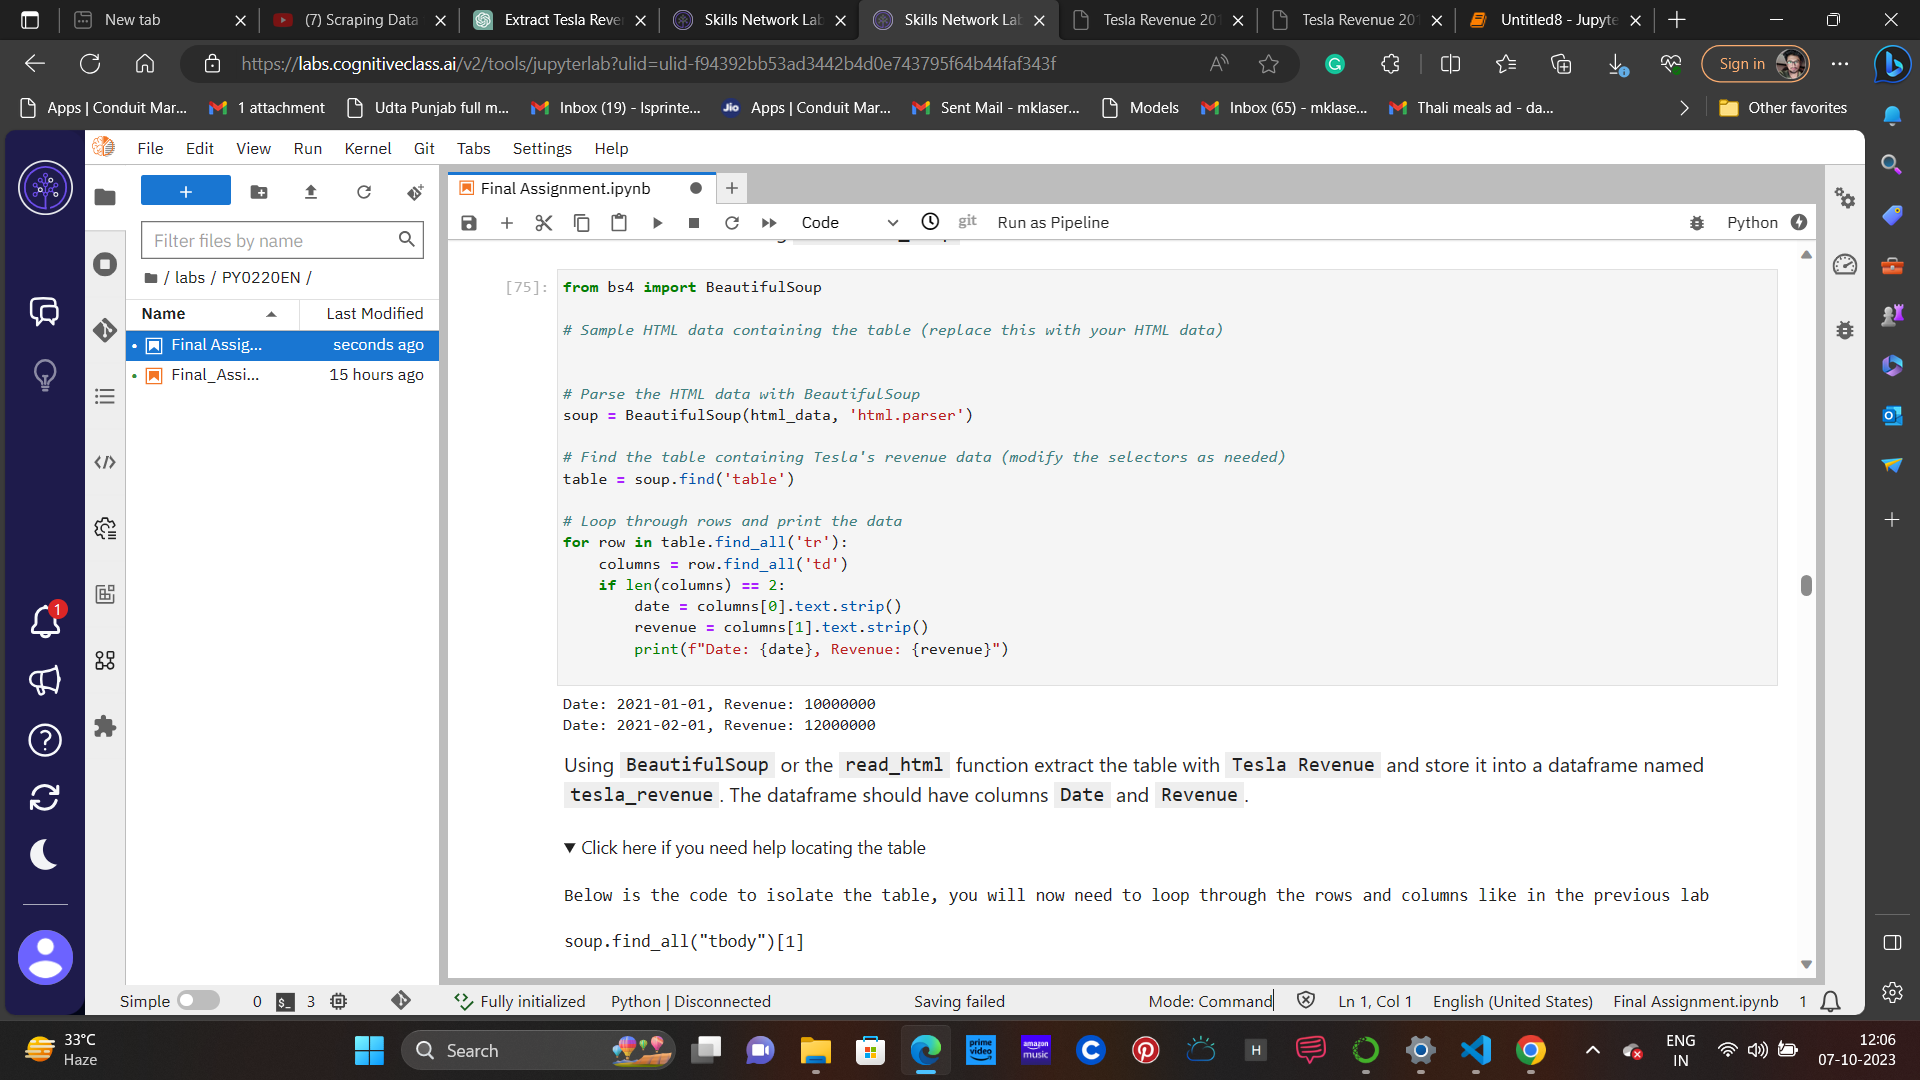 New tab
(7) Scraping Data
Extract Tesla Reve
Skills Network Lab
Skills Network Lab
Tesla Revenue 201
Tesla Revenue 201
Untitled8 - Jupyte
https://labs.cognitiveclass.ai/v2/tools/jupyterlab?ulid=ulid-f94392bb53ad3442b4d0e743795f64b44faf343f
Sign in
Apps | Conduit Mar...
1 attachment
Udta Punjab full m...
Inbox (19) - lsprinte...
Apps | Conduit Mar...
Sent Mail - mklaser...
Models
Inbox (65) - mklase...
Thali meals ad - da...
Other favorites
File Edit View Run Kernel Git Tabs Settings Help
Final Assignment.ipynb
Code
git
Run as Pipeline
Python
Filter files by name
/ labs / PY0220EN /
Name
Last Modified
Final Assig...
seconds ago
Final_Assi...
15 hours ago
[75]:
from bs4 import BeautifulSoup
# Sample HTML data containing the table (replace this with your HTML data)
# Parse the HTML data with BeautifulSoup
soup = BeautifulSoup(html_data, 'html.parser')
# Find the table containing Tesla's revenue data (modify the selectors as needed)
table = soup.find('table')
# Loop through rows and print the data
for row in table.find_all('tr'):
    columns = row.find_all('td')
    if len(columns) == 2:
        date = columns[0].text.strip()
        revenue = columns[1].text.strip()
        print(f"Date: {date}, Revenue: {revenue}")
Date: 2021-01-01, Revenue: 10000000
Date: 2021-02-01, Revenue: 12000000
Using BeautifulSoup or the read_html function extract the table with Tesla Revenue and store it into a dataframe named
tesla_revenue. The dataframe should have columns Date and Revenue.
Click here if you need help locating the table
Below is the code to isolate the table, you will now need to loop through the rows and columns like in the previous lab
soup.find_all("tbody")[1]
1
Simple
0
3
Fully initialized
Python | Disconnected
Saving failed
Mode: Command
Ln 1, Col 1
English (United States)
Final Assignment.ipynb
1
33°C
Haze
Search
prime video
amazon music
H
ENG
IN
12:06
07-10-2023